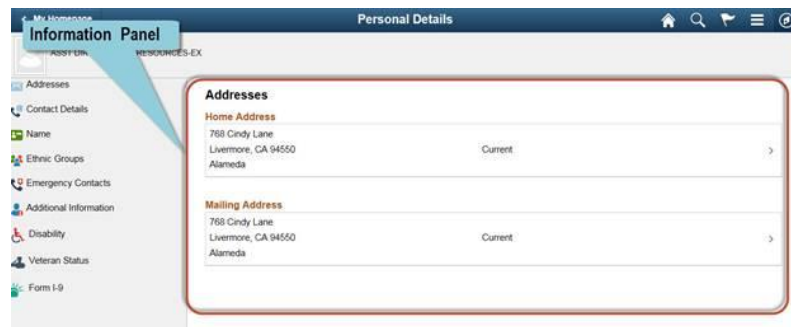 < My Homepage
Personal Details
Information Panel
RESOURCES-EX
Addresses
Contact Details
Name
Ethnic Groups
Emergency Contacts
Additional Information
Disability
Veteran Status
Form I-9
Addresses
Home Address
768 Cindy Lane
Livermore, CA 94550
Alameda
Current
Mailing Address
768 Cindy Lane
Livermore, CA 94550
Alameda
Current